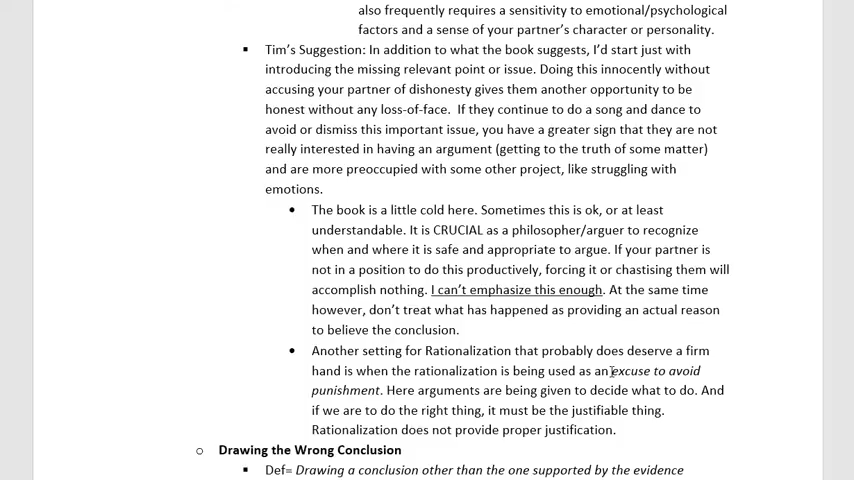 also frequently requires a sensitivity to emotional/psychological
factors and a sense of your partner's character or personality.
▪ Tim's Suggestion: In addition to what the book suggests, I'd start just with
introducing the missing relevant point or issue. Doing this innocently without
accusing your partner of dishonesty gives them another opportunity to be
honest without any loss-of-face.  If they continue to do a song and dance to
avoid or dismiss this important issue, you have a greater sign that they are not
really interested in having an argument (getting to the truth of some matter)
and are more preoccupied with some other project, like struggling with
emotions.
• The book is a little cold here. Sometimes this is ok, or at least
understandable. It is CRUCIAL as a philosopher/arguer to recognize
when and where it is safe and appropriate to argue. If your partner is
not in a position to do this productively, forcing it or chastising them will
accomplish nothing. I can't emphasize this enough. At the same time
however, don't treat what has happened as providing an actual reason
to believe the conclusion.
• Another setting for Rationalization that probably does deserve a firm
hand is when the rationalization is being used as an excuse to avoid
punishment. Here arguments are being given to decide what to do. And
if we are to do the right thing, it must be the justifiable thing.
Rationalization does not provide proper justification.
o Drawing the Wrong Conclusion
▪ Def= Drawing a conclusion other than the one supported by the evidence